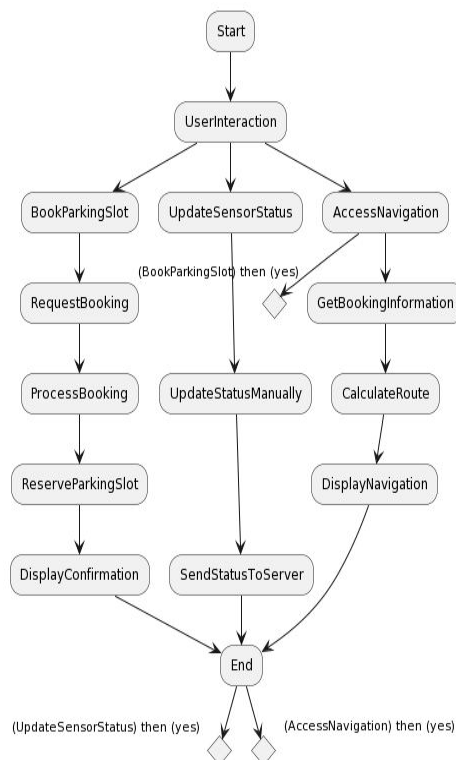 Start
UserInteraction
BookParkingSlot
UpdateSensorStatus
AccessNavigation
(BookParkingSlot) then (yes)
RequestBooking
GetBookingInformation
ProcessBooking
UpdateStatusManually
CalculateRoute
ReserveParkingSlot
DisplayNavigation
DisplayConfirmation
SendStatusToServer
End
(UpdateSensorStatus) then (yes)
(AccessNavigation) then (yes)